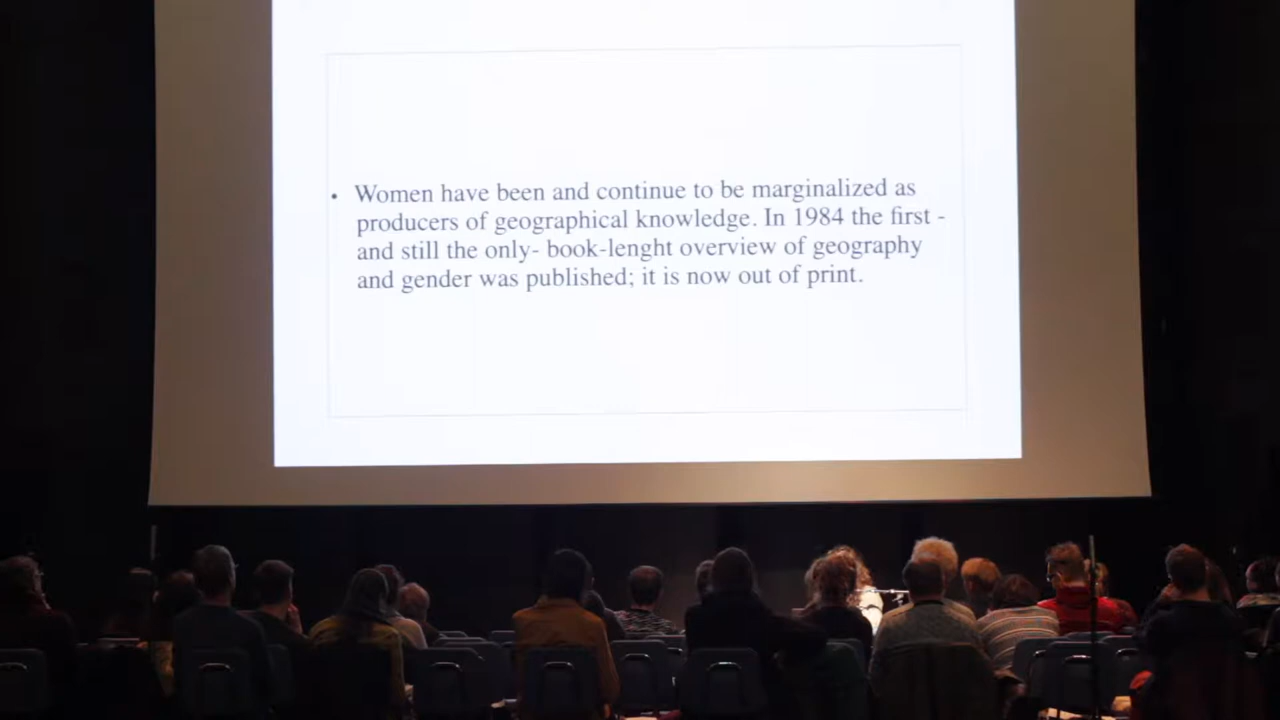 • Women have been and continue to be marginalized as
producers of geographical knowledge. In 1984 the first -
and still the only- book-lenght overview of geography
and gender was published; it is now out of print.